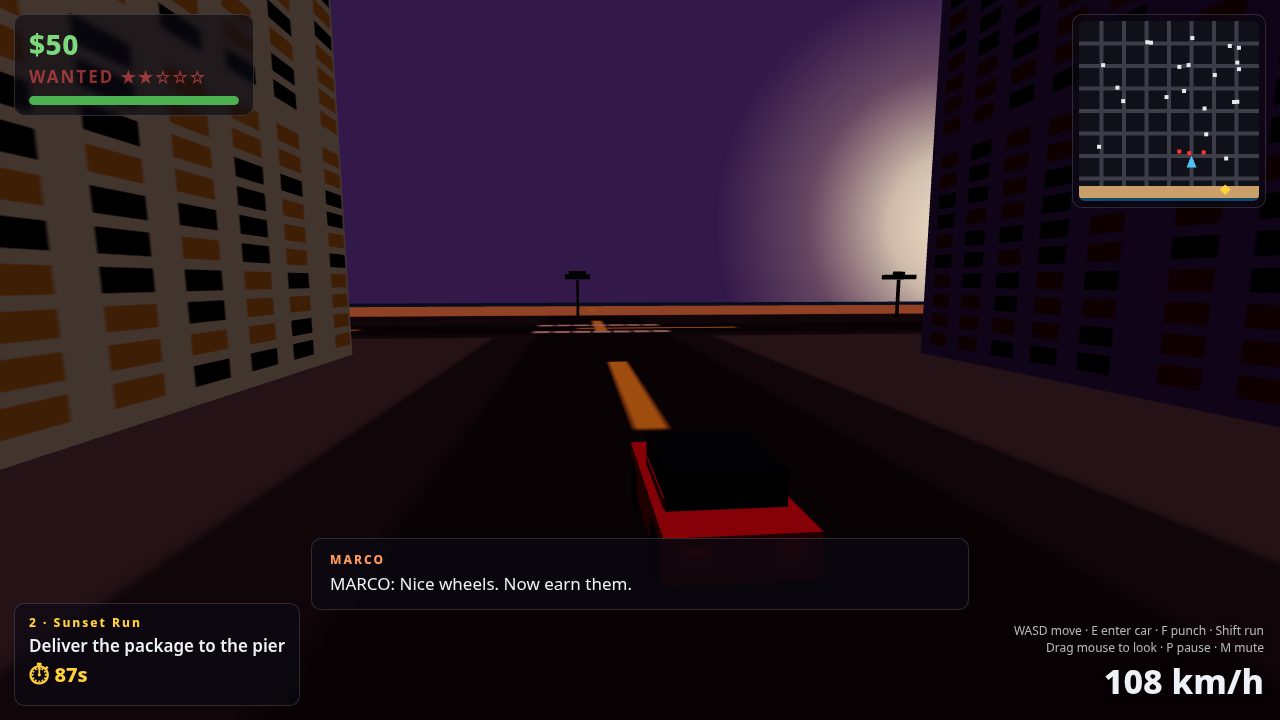 $50
WANTED ★★☆☆☆
MARCO
MARCO: Nice wheels. Now earn them.
2 · Sunset Run
Deliver the package to the pier
⏱ 87s
WASD move · E enter car · F punch · Shift run
Drag mouse to look · P pause · M mute
108 km/h